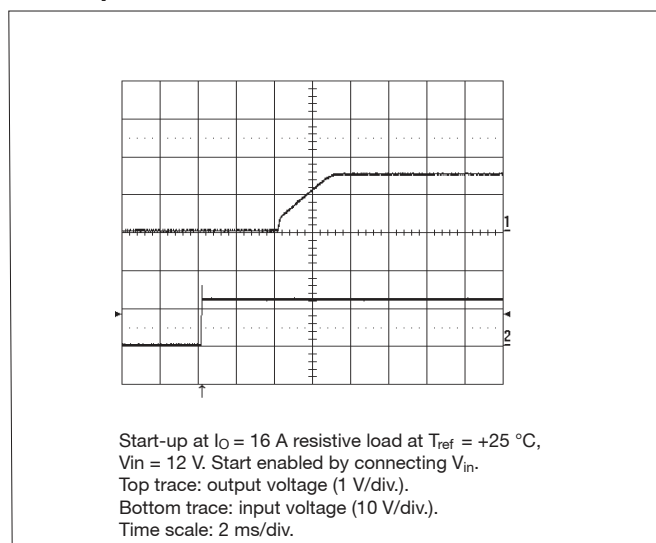 1
2
Start-up at IO = 16 A resistive load at Tref = +25 °C,
Vin = 12 V. Start enabled by connecting Vin.
Top trace: output voltage (1 V/div.).
Bottom trace: input voltage (10 V/div.).
Time scale: 2 ms/div.